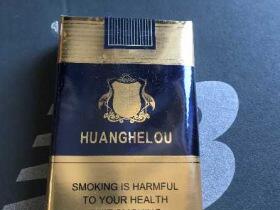 HUANGHELOU
SMOKING IS HARMFUL
TO YOUR HEALTH